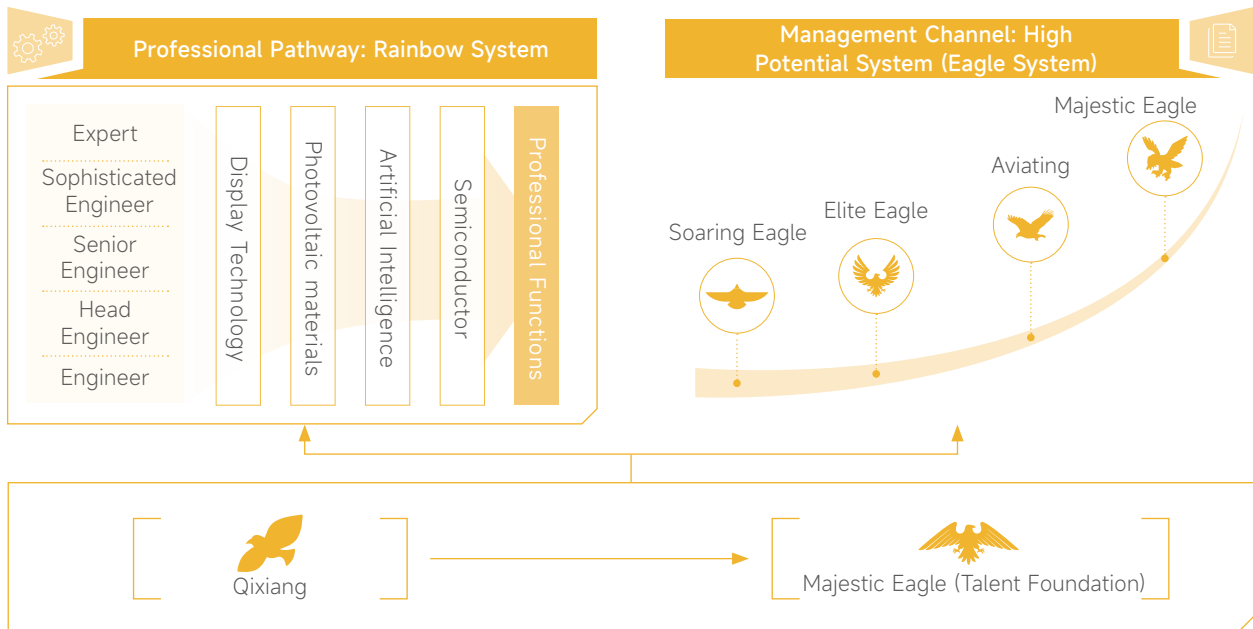 Professional Pathway: Rainbow System
Expert
Sophisticated
Engineer
Senior
Engineer
Head
Engineer
Engineer
Display Technology
Photovoltaic materials
Artificial Intelligence
Semiconductor
Professional Functions
Management Channel: High
Potential System (Eagle System)
Soaring Eagle
Elite Eagle
Aviating
Majestic Eagle
Qixiang
Majestic Eagle (Talent Foundation)